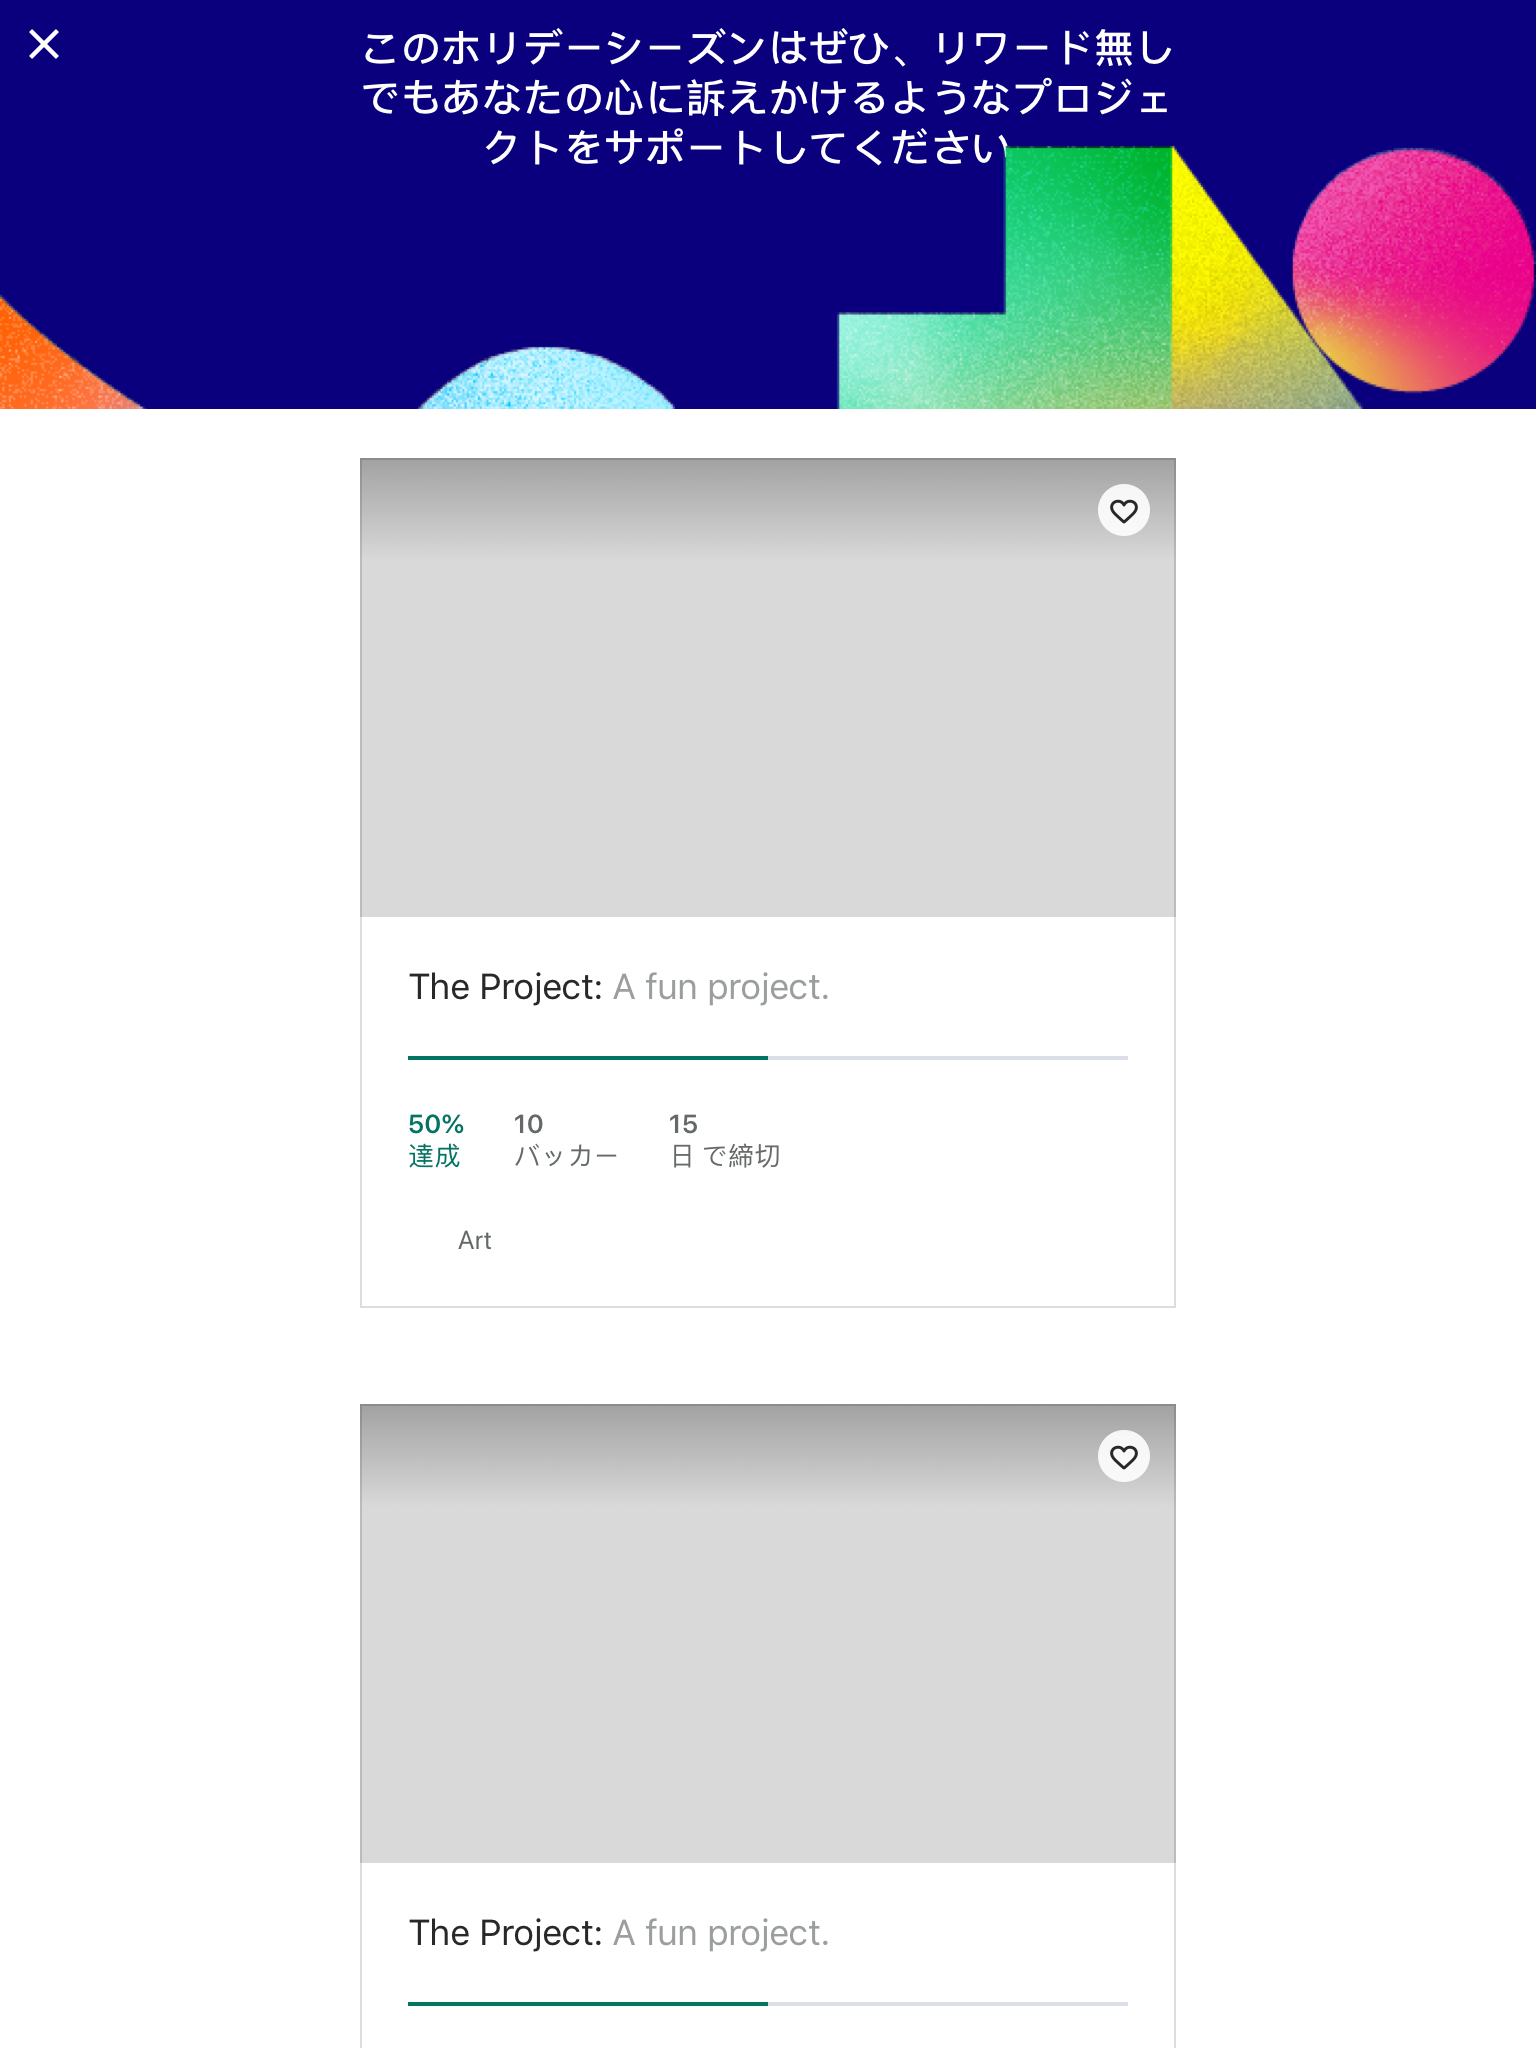 このホリデーシーズンはぜひ、リワード無し
でもあなたの心に訴えかけるようなプロジェ
クトをサポートしてください
The Project: A fun project.
50%
達成
10
バッカー
15
日 で締切
Art
The Project: A fun project.